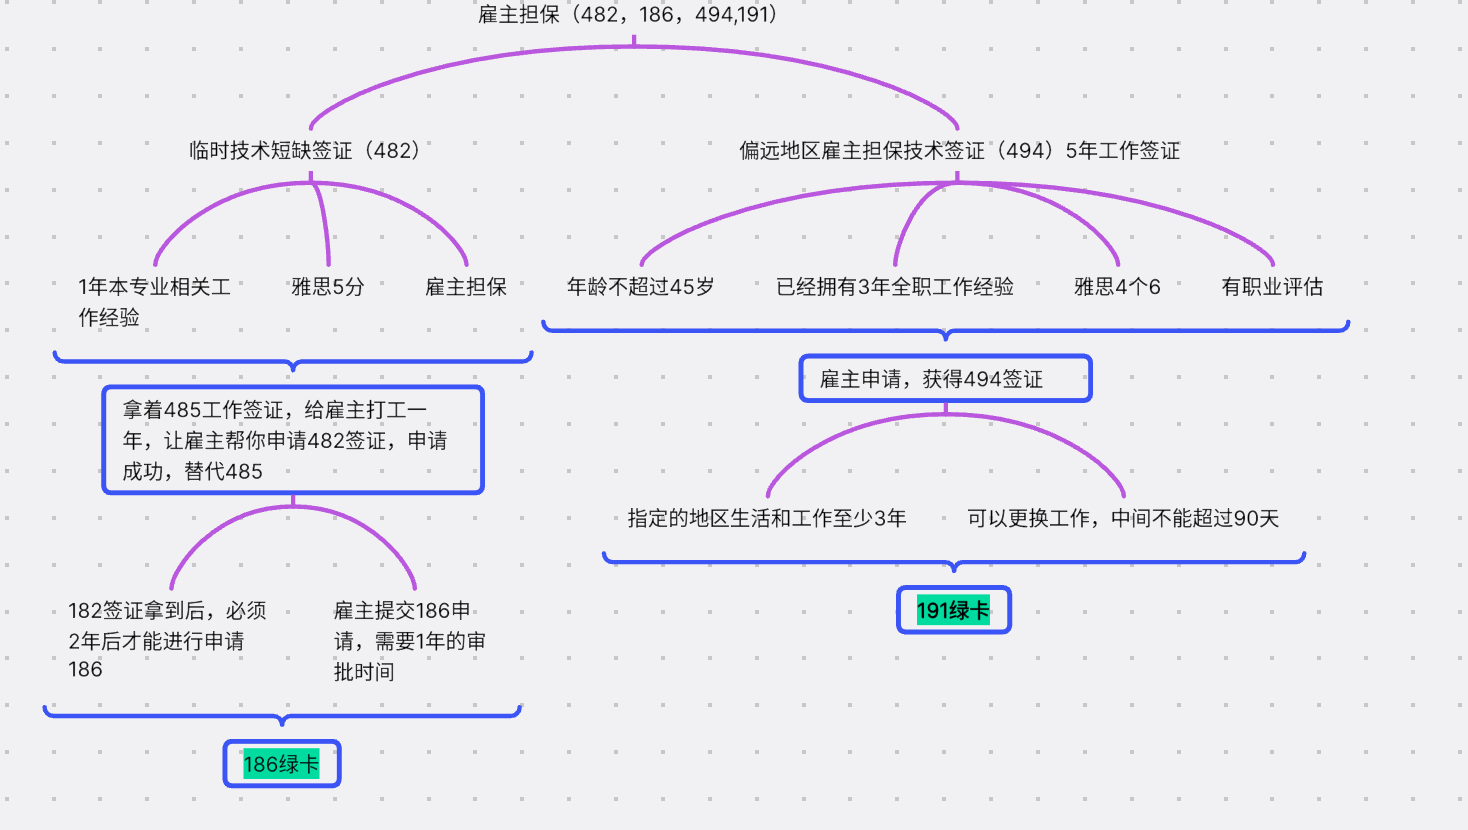 雇主担保（482，186，494,191）
临时技术短缺签证（482）
偏远地区雇主担保技术签证（494）5年工作签证
1年本专业相关工
作经验
雅思5分
雇主担保
年龄不超过45岁
已经拥有3年全职工作经验
雅思4个6
有职业评估
拿着485工作签证，给雇主打工一
年，让雇主帮你申请482签证，申请
成功，替代485
雇主申请，获得494签证
182签证拿到后，必须
2年后才能进行申请
186
雇主提交186申
请，需要1年的审
批时间
指定的地区生活和工作至少3年
可以更换工作，中间不能超过90天
191绿卡
186绿卡